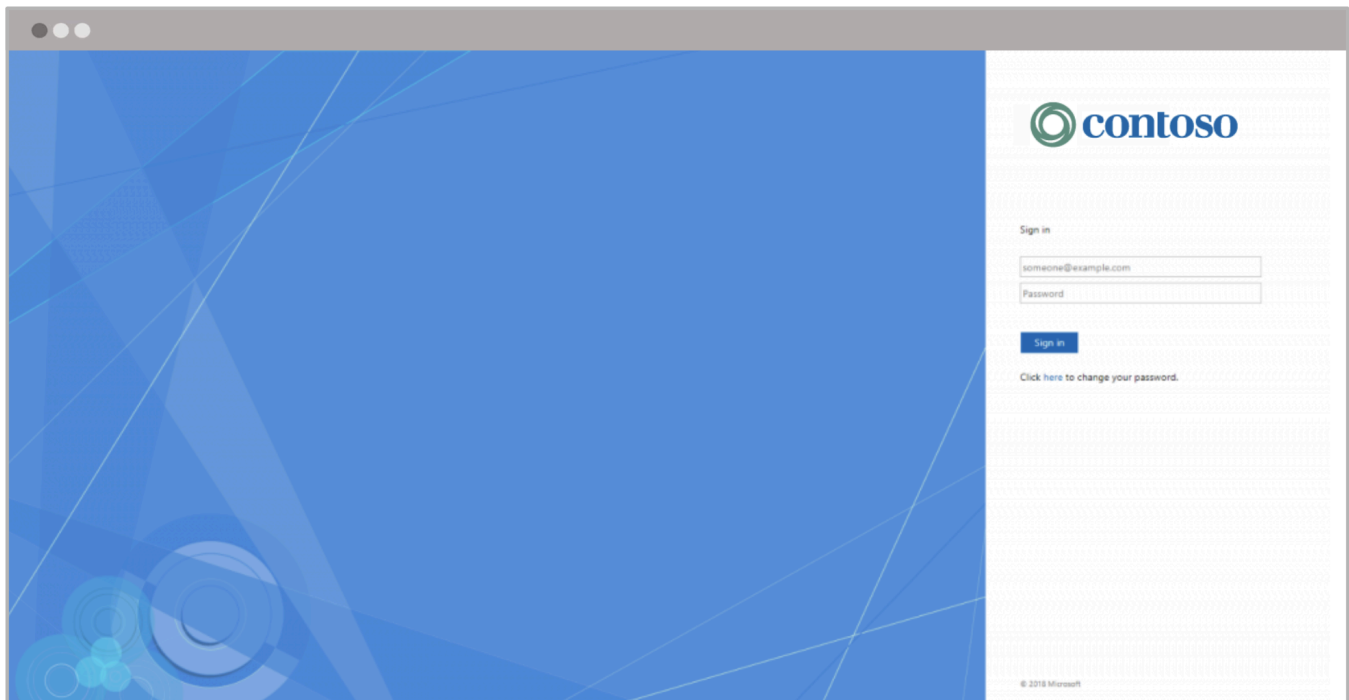 contoso
Sign in
someone@example.com
Password
Sign in
Click here to change your password.
© 2018 Microsoft